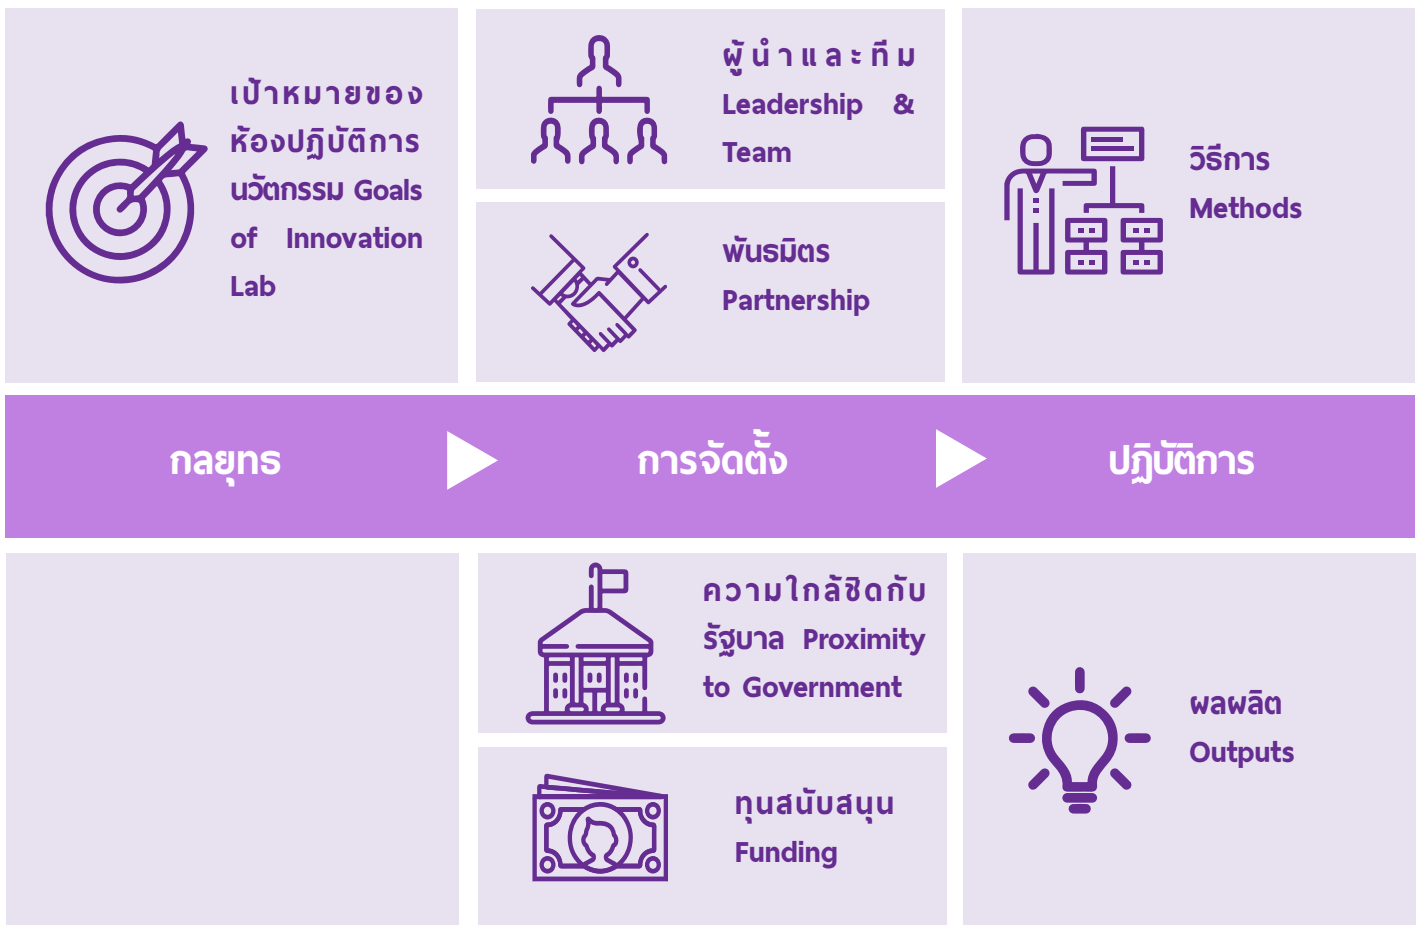 เป้าหมายของ
ห้องปฏิบัติการ
นวัตกรรม Goals
of Innovation
Lab
ผู้นำและทีม
Leadership &
Team
พันธมิตร
Partnership
วิธีการ
Methods
กลยุทธ
การจัดตั้ง
ปฏิบัติการ
ความใกล้ชิดกับ
รัฐบาล Proximity
to Government
ทุนสนับสนุน
Funding
ผลผลิต
Outputs